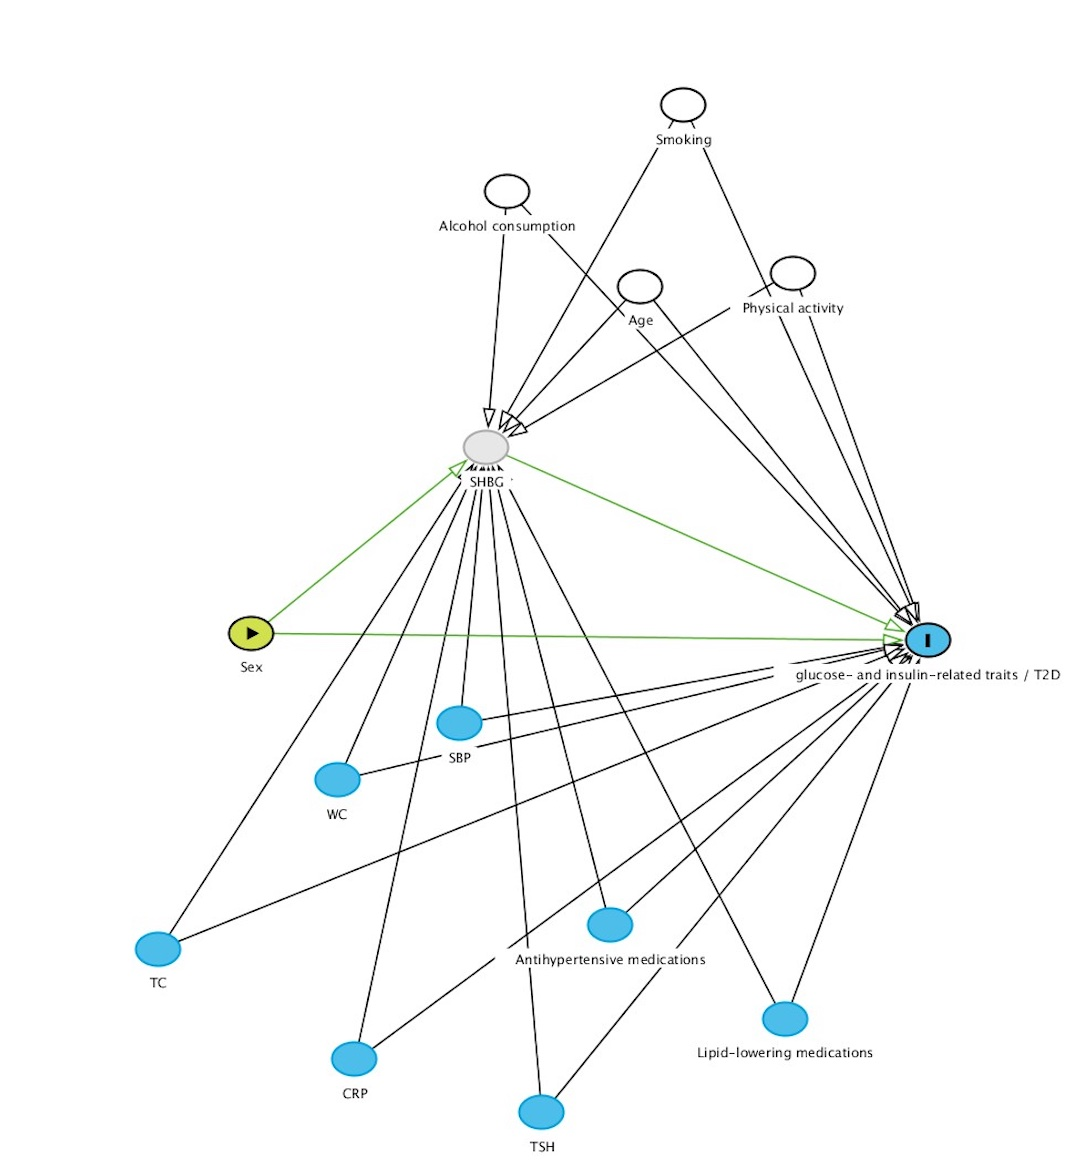 Smoking
Alcohol consumption
Physical activity
Age
SHBG
Sex
glucose- and insulin-related traits / T2D
SBP
WC
Antihypertensive medications
TC
Lipid-lowering medications
CRP
TSH